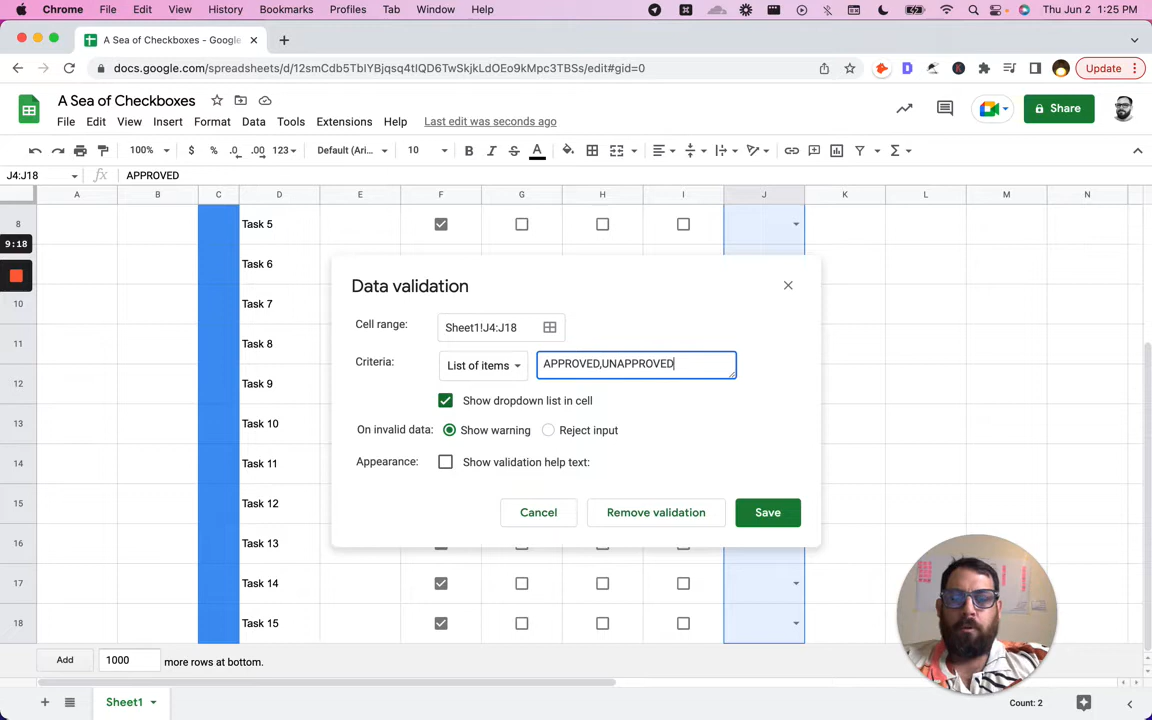 Chrome File Edit View History Bookmarks Profiles Tab Window Help Thu Jun 2 1:25 PM
A Sea of Checkboxes - Google
docs.google.com/spreadsheets/d/12smCdb5TbIYBjqsq4tIQD6TwSkjkLdOEo9kMpc3TBSs/edit#gid=0 Update
A Sea of Checkboxes
File Edit View Insert Format Data Tools Extensions Help Last edit was seconds ago Share
100% $ % .0 .00 123 Default (Ari... 10 B I S A
J4:J18 fx APPROVED
A B C D E F G H I J K L M N
8 Task 5
9:18
Task 6
10 Task 7
11 Task 8
12 Task 9
13 Task 10
14 Task 11
15 Task 12
16 Task 13
17 Task 14
18 Task 15
Data validation
Cell range: Sheet1!J4:J18
Criteria: List of items APPROVED,UNAPPROVED
Show dropdown list in cell
On invalid data: Show warning Reject input
Appearance: Show validation help text:
Cancel Remove validation Save
Add 1000 more rows at bottom.
Sheet1 Count: 2